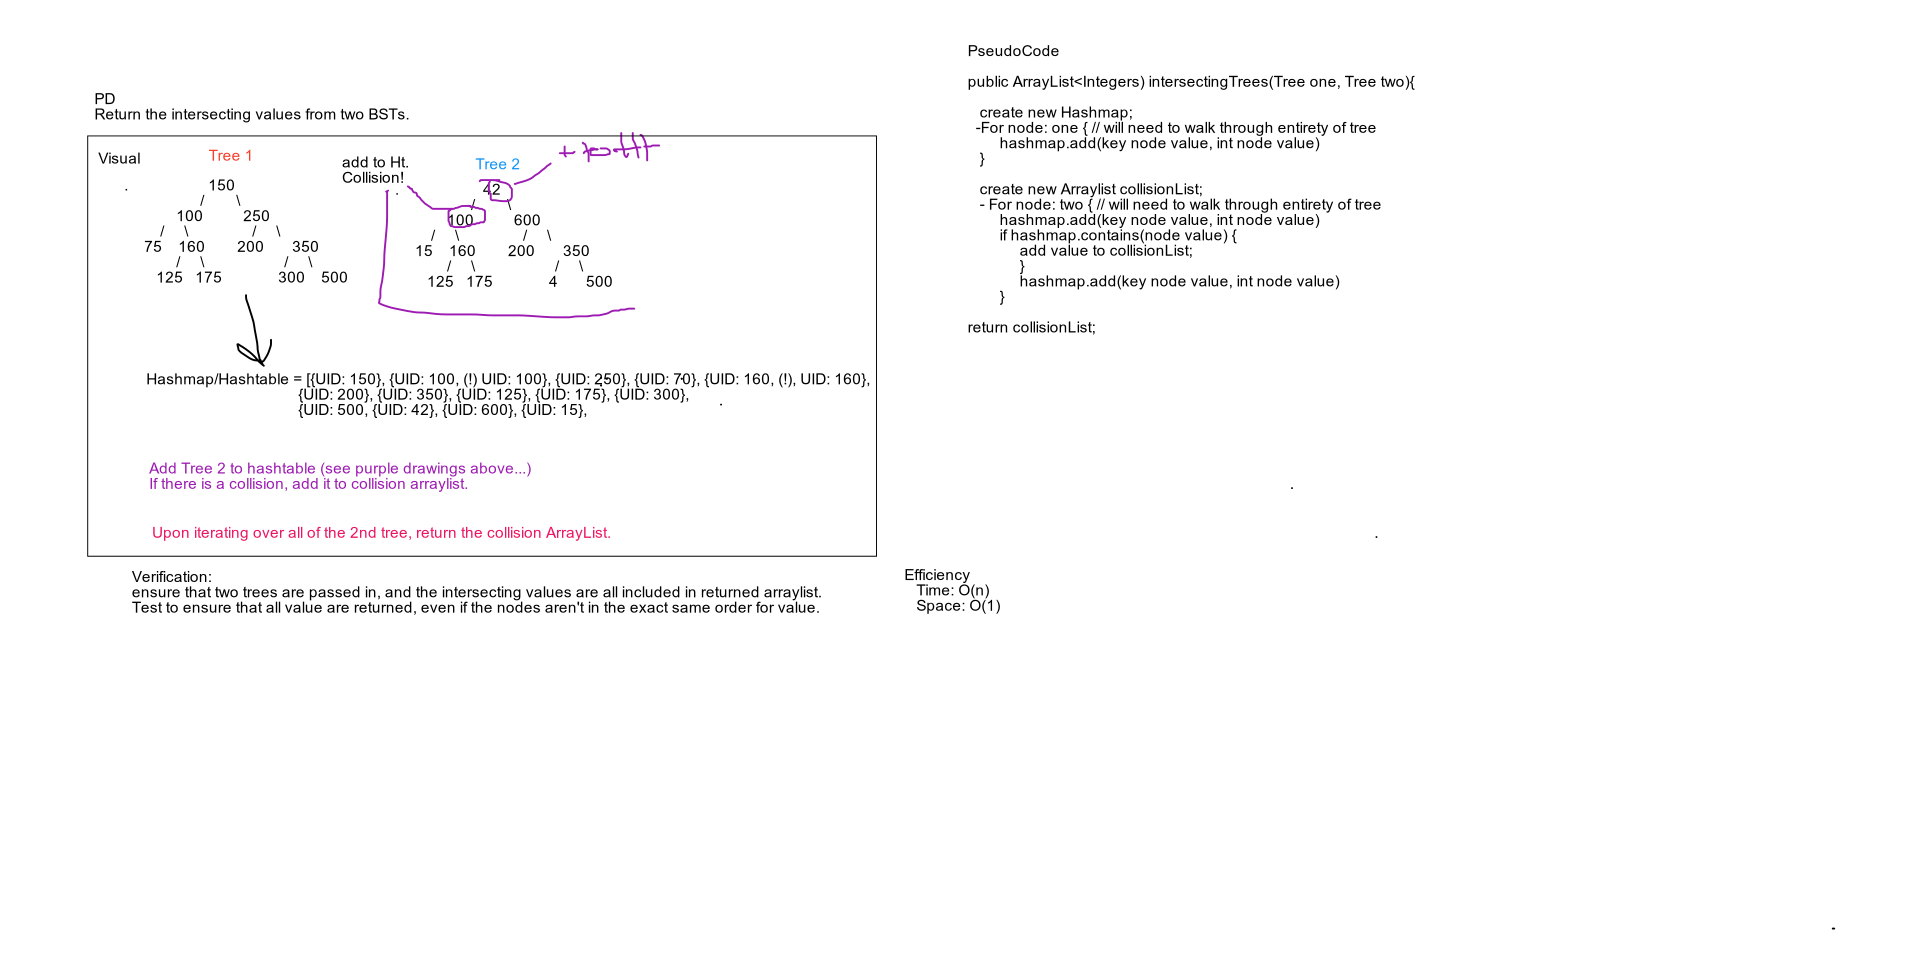 PD
Return the intersecting values from two BSTs.
Visual
Tree 1
150
/ \
100 250
/ \ / \
75 160 200 350
/ \ / \
125 175 300 500
add to Ht.
Collision!
Tree 2
42
/ \
100 600
/ \ / \
15 160 200 350
/ \ / \
125 175 4 500
Hashmap/Hashtable = [{UID: 150}, {UID: 100, (!) UID: 100}, {UID: 250}, {UID: 70}, {UID: 160, (!), UID: 160},
{UID: 200}, {UID: 350}, {UID: 125}, {UID: 175}, {UID: 300},
{UID: 500, {UID: 42}, {UID: 600}, {UID: 15},
Add Tree 2 to hashtable (see purple drawings above...)
If there is a collision, add it to collision arraylist.
Upon iterating over all of the 2nd tree, return the collision ArrayList.
Verification:
ensure that two trees are passed in, and the intersecting values are all included in returned arraylist.
Test to ensure that all value are returned, even if the nodes aren't in the exact same order for value.
PseudoCode
public ArrayList<Integers) intersectingTrees(Tree one, Tree two){
create new Hashmap;
-For node: one { // will need to walk through entirety of tree
hashmap.add(key node value, int node value)
}
create new Arraylist collisionList;
- For node: two { // will need to walk through entirety of tree
hashmap.add(key node value, int node value)
if hashmap.contains(node value) {
add value to collisionList;
}
hashmap.add(key node value, int node value)
}
return collisionList;
Efficiency
Time: O(n)
Space: O(1)